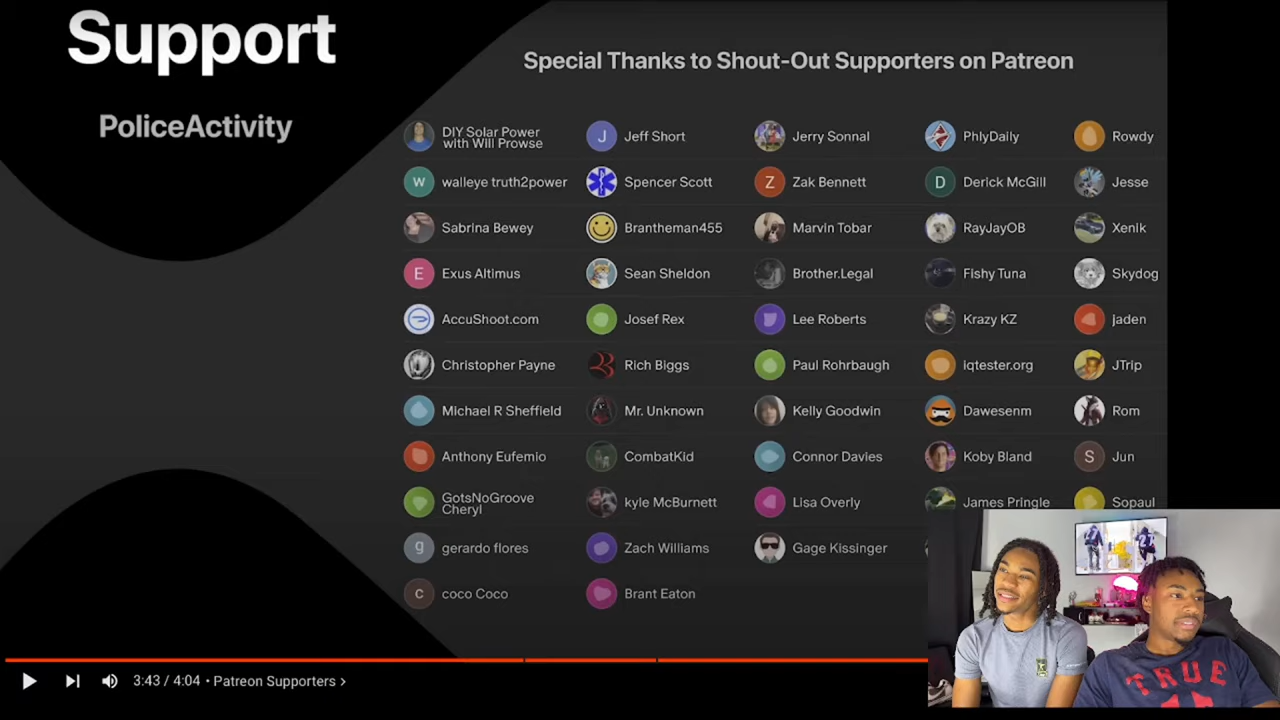 Support
PoliceActivity
Special Thanks to Shout-Out Supporters on Patreon
DIY Solar Power
with Will Prowse
Jeff Short
Jerry Sonnal
PhlyDaily
Rowdy
W
walleye truth2power
Spencer Scott
Z
Zak Bennett
D
Derick McGill
Jesse
Sabrina Bewey
Brantheman455
Marvin Tobar
RayJayOB
Xenik
E
Exus Altimus
Sean Sheldon
Brother.Legal
Fishy Tuna
Skydog
AccuShoot.com
Josef Rex
Lee Roberts
Krazy KZ
jaden
Christopher Payne
Rich Biggs
Paul Rohrbaugh
iqtester.org
JTrip
Michael R Sheffield
Mr. Unknown
Kelly Goodwin
Dawesenm
Rom
Anthony Eufemio
CombatKid
Connor Davies
Koby Bland
S
Jun
GotsNoGroove
Cheryl
kyle McBurnett
Lisa Overly
James Pringle
Sopaul
g
gerardo flores
Zach Williams
Gage Kissinger
c
coco Coco
Brant Eaton
J
3:43 / 4:04 • Patreon Supporters >
TRUE